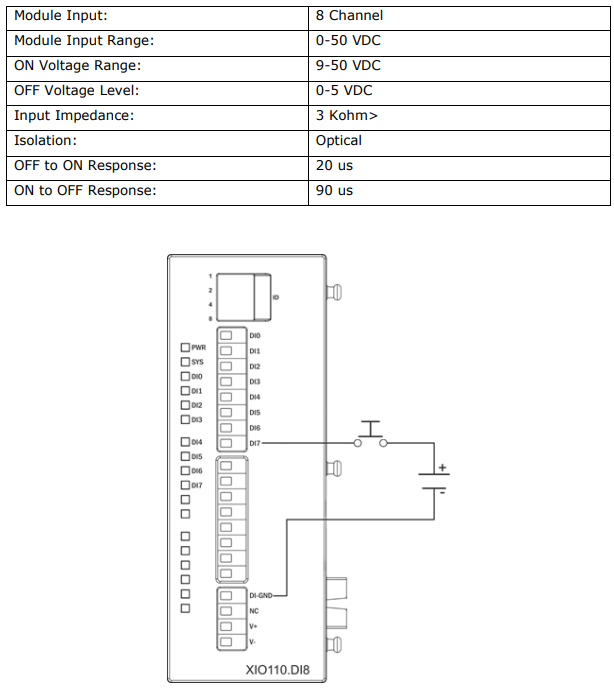 Module Input: 8 Channel
Module Input Range: 0-50 VDC
ON Voltage Range: 9-50 VDC
OFF Voltage Level: 0-5 VDC
Input Impedance: 3 Kohm>
Isolation: Optical
OFF to ON Response: 20 us
ON to OFF Response: 90 us
1
2
4
8
ID
PWR
SYS
DI0
DI1
DI2
DI3
DI4
DI5
DI6
DI7
DI0
DI1
DI2
DI3
DI4
DI5
DI6
DI7
+
-
DI-GND
NC
V+
V-
XIO110.DI8